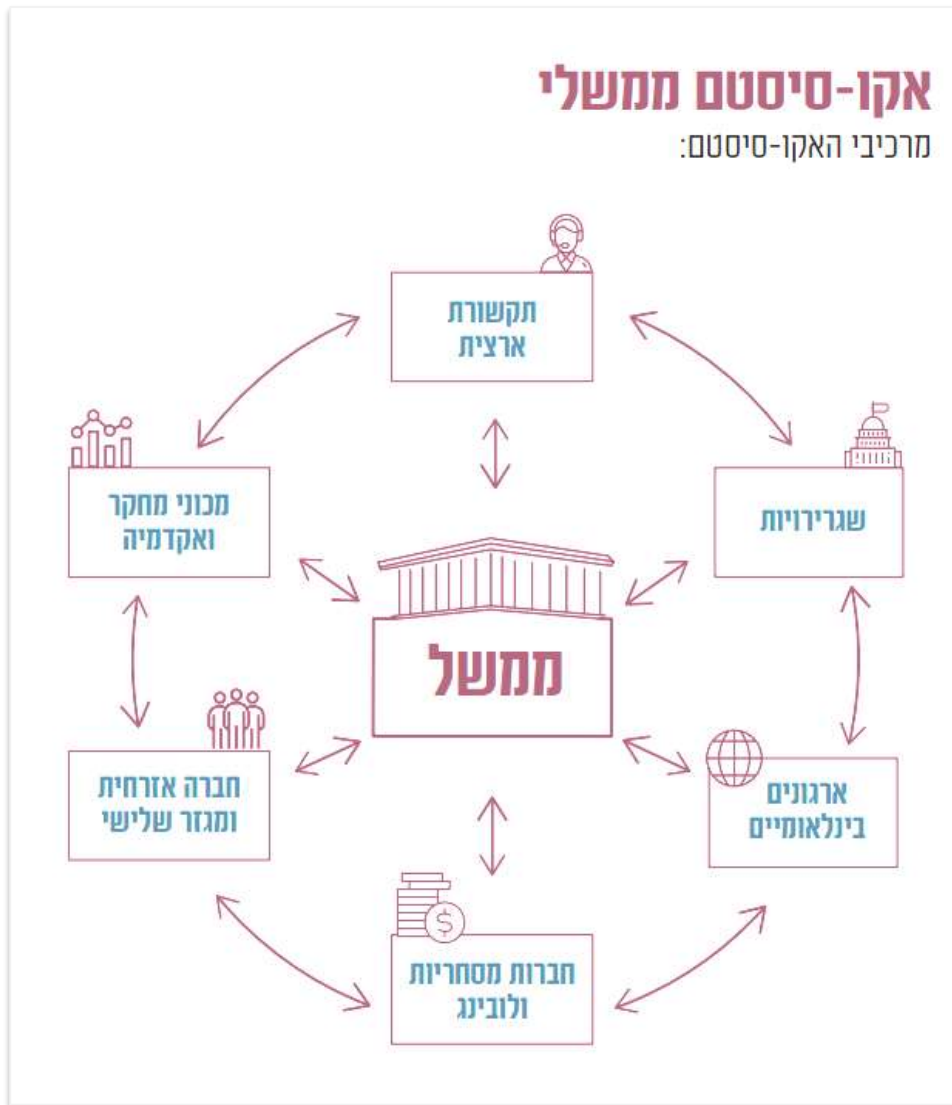 אקו-סיסטם ממשלי
מרכיבי האקו-סיסטם:
תקשורת
ארצית
שגרירויות
מכוני מחקר
ואקדמיה
ממשל
ארגונים
בינלאומיים
חברה אזרחית
ומגזר שלישי
חברות מסחריות
ולובינג
$